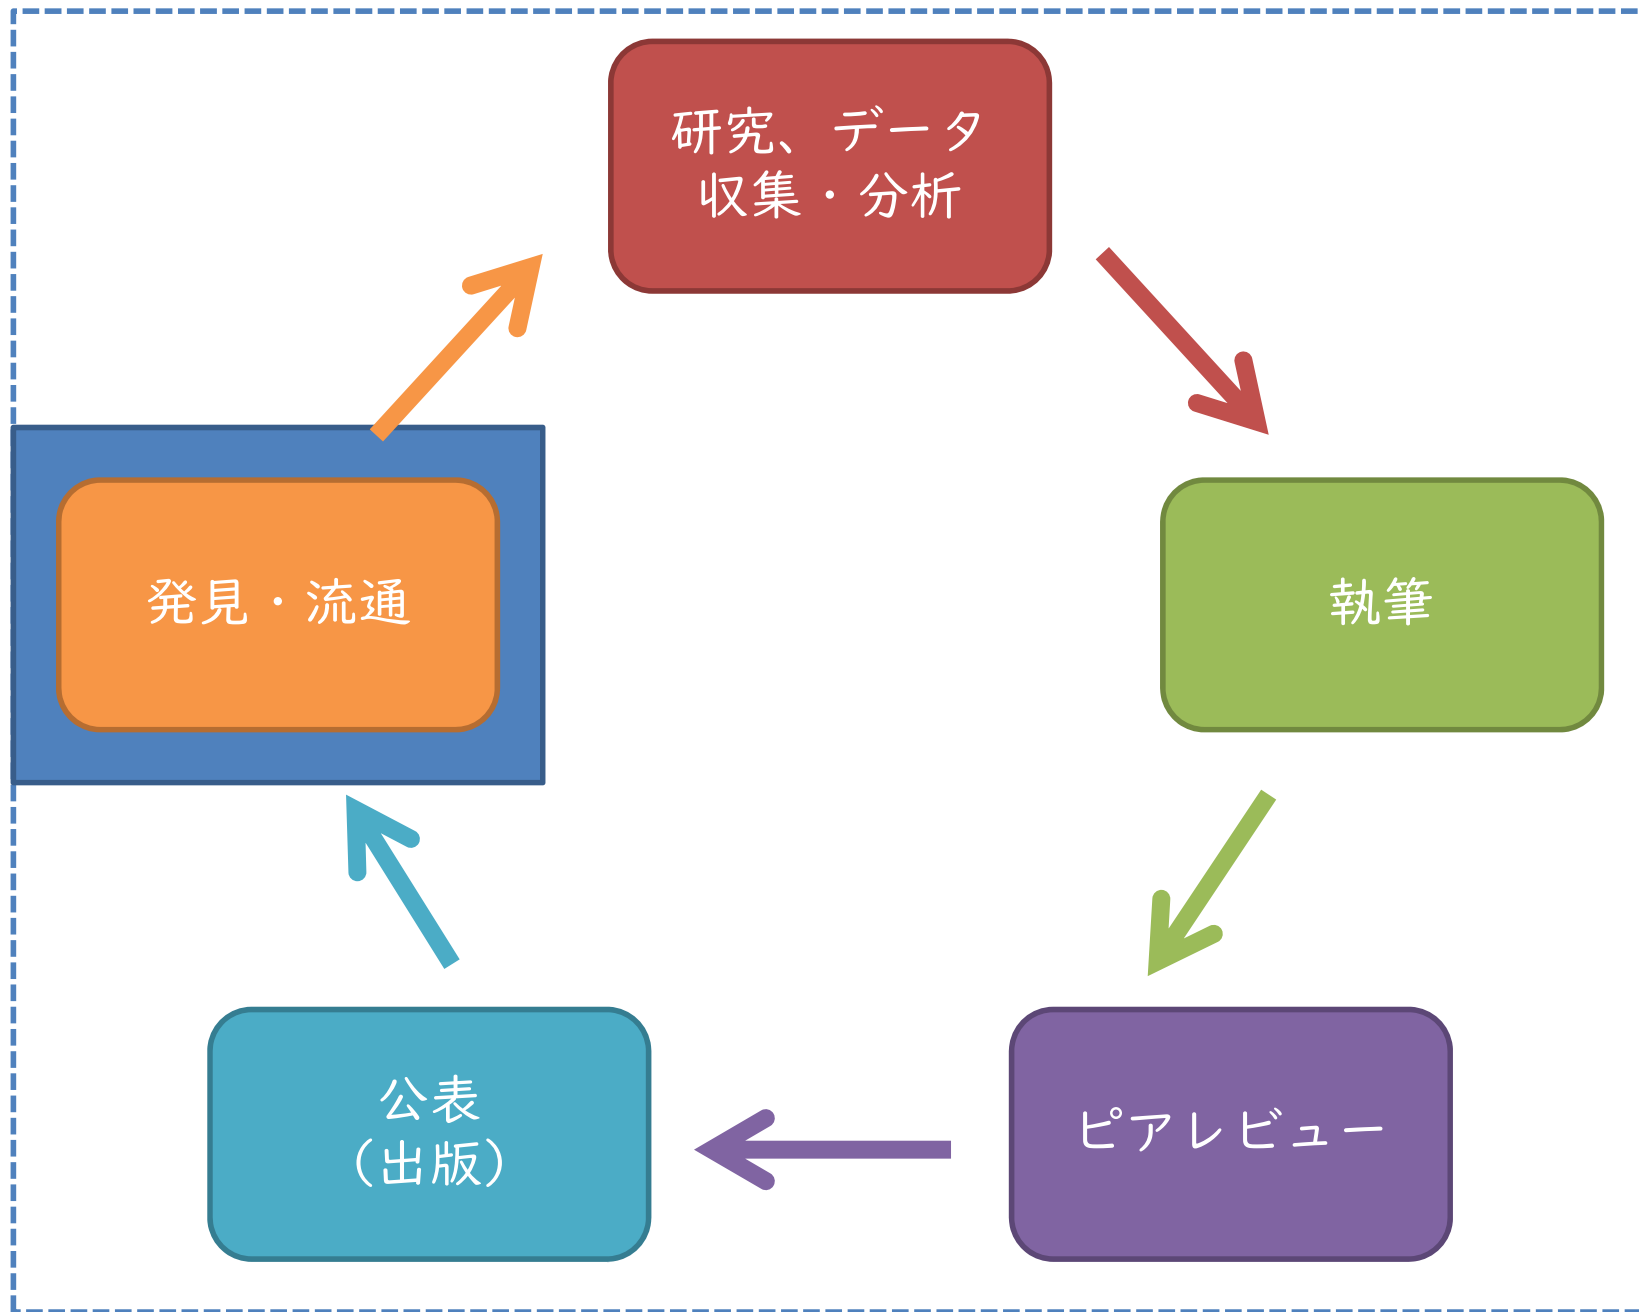 研究、データ
収集・分析
発見・流通
執筆
公表
（出版）
ピアレビュー